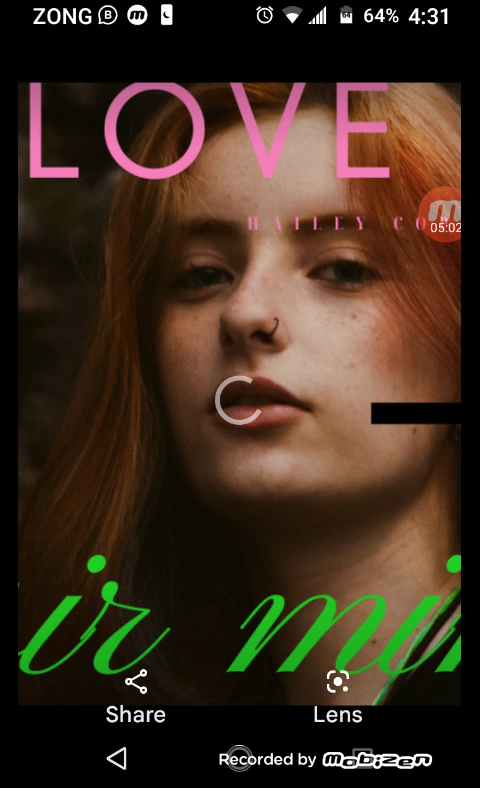 ZONG 64% 4:31
LOVE
HAILEY CO
05:02
ir mi
Share Lens
Recorded by mobizen